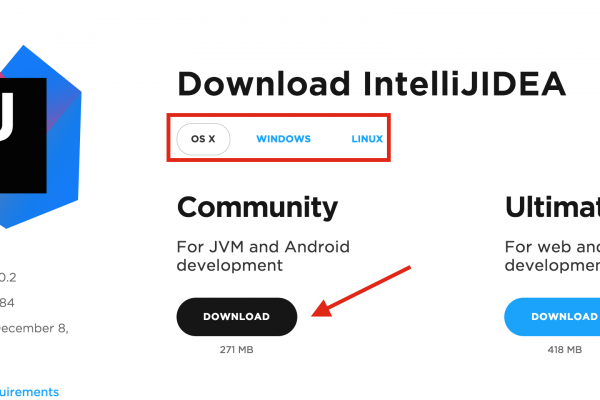 Download IntelliJIDEA
OS X
WINDOWS
LINUX
Community
For JVM and Android
development
DOWNLOAD
271 MB
Ultimat
For web and
developmen
DOWNLOAD
418 MB
J
0.2
84
ecember 8,
uirements